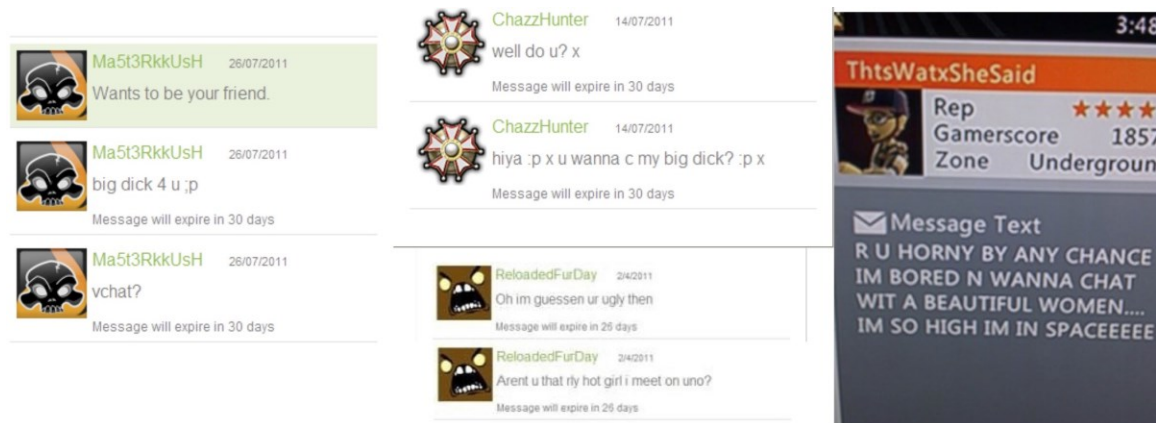 Ma5t3RkkUsH 26/07/2011
Wants to be your friend.
Ma5t3RkkUsH 26/07/2011
big dick 4 u ;p
Message will expire in 30 days
Ma5t3RkkUsH 26/07/2011
vchat?
Message will expire in 30 days
ChazzHunter 14/07/2011
well do u? x
Message will expire in 30 days
ChazzHunter 14/07/2011
hiya :p x u wanna c my big dick? :p x
Message will expire in 30 days
ReloadedFurDay 2/4/2011
Oh im guessen ur ugly then
Message will expire in 26 days
ReloadedFurDay 2/4/2011
Arent u that rly hot girl i meet on uno?
Message will expire in 26 days
3:48
ThtsWatxSheSaid
Rep
Gamerscore 1857
Zone Undergroun
Message Text
R U HORNY BY ANY CHANCE
IM BORED N WANNA CHAT
WIT A BEAUTIFUL WOMEN....
IM SO HIGH IM IN SPACEEEEE